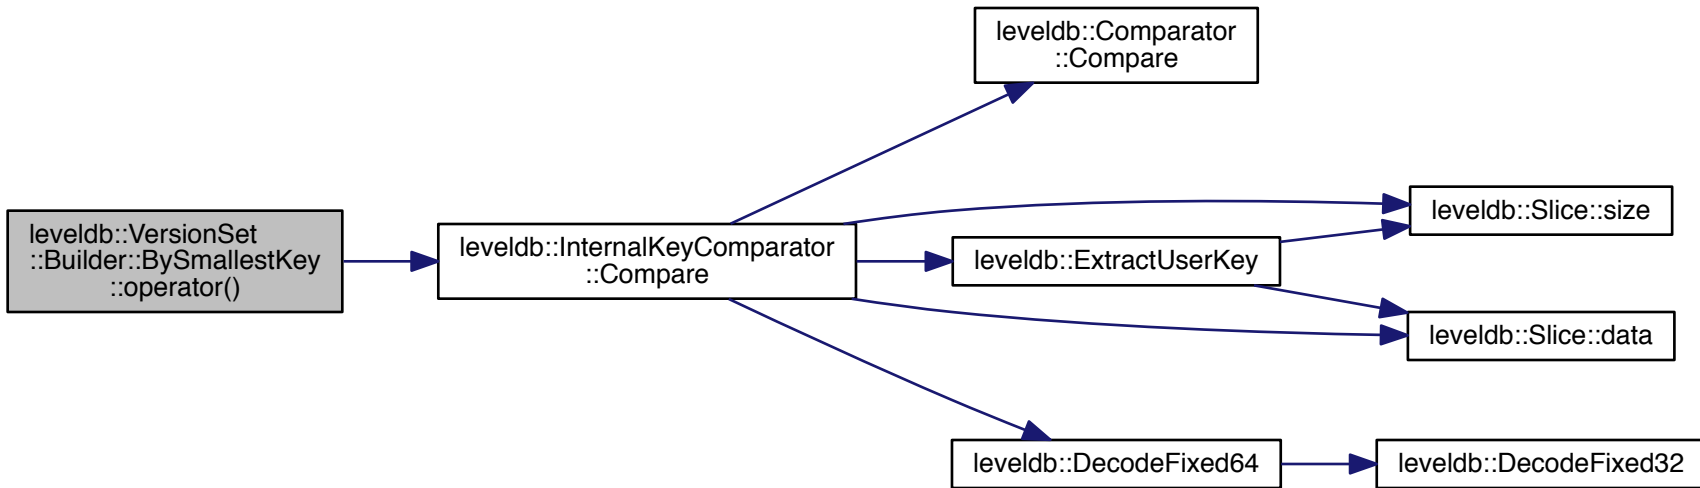 leveldb::Comparator
::Compare
leveldb::VersionSet
::Builder::BySmallestKey
::operator()
leveldb::InternalKeyComparator
::Compare
leveldb::ExtractUserKey
leveldb::Slice::size
leveldb::Slice::data
leveldb::DecodeFixed64
leveldb::DecodeFixed32